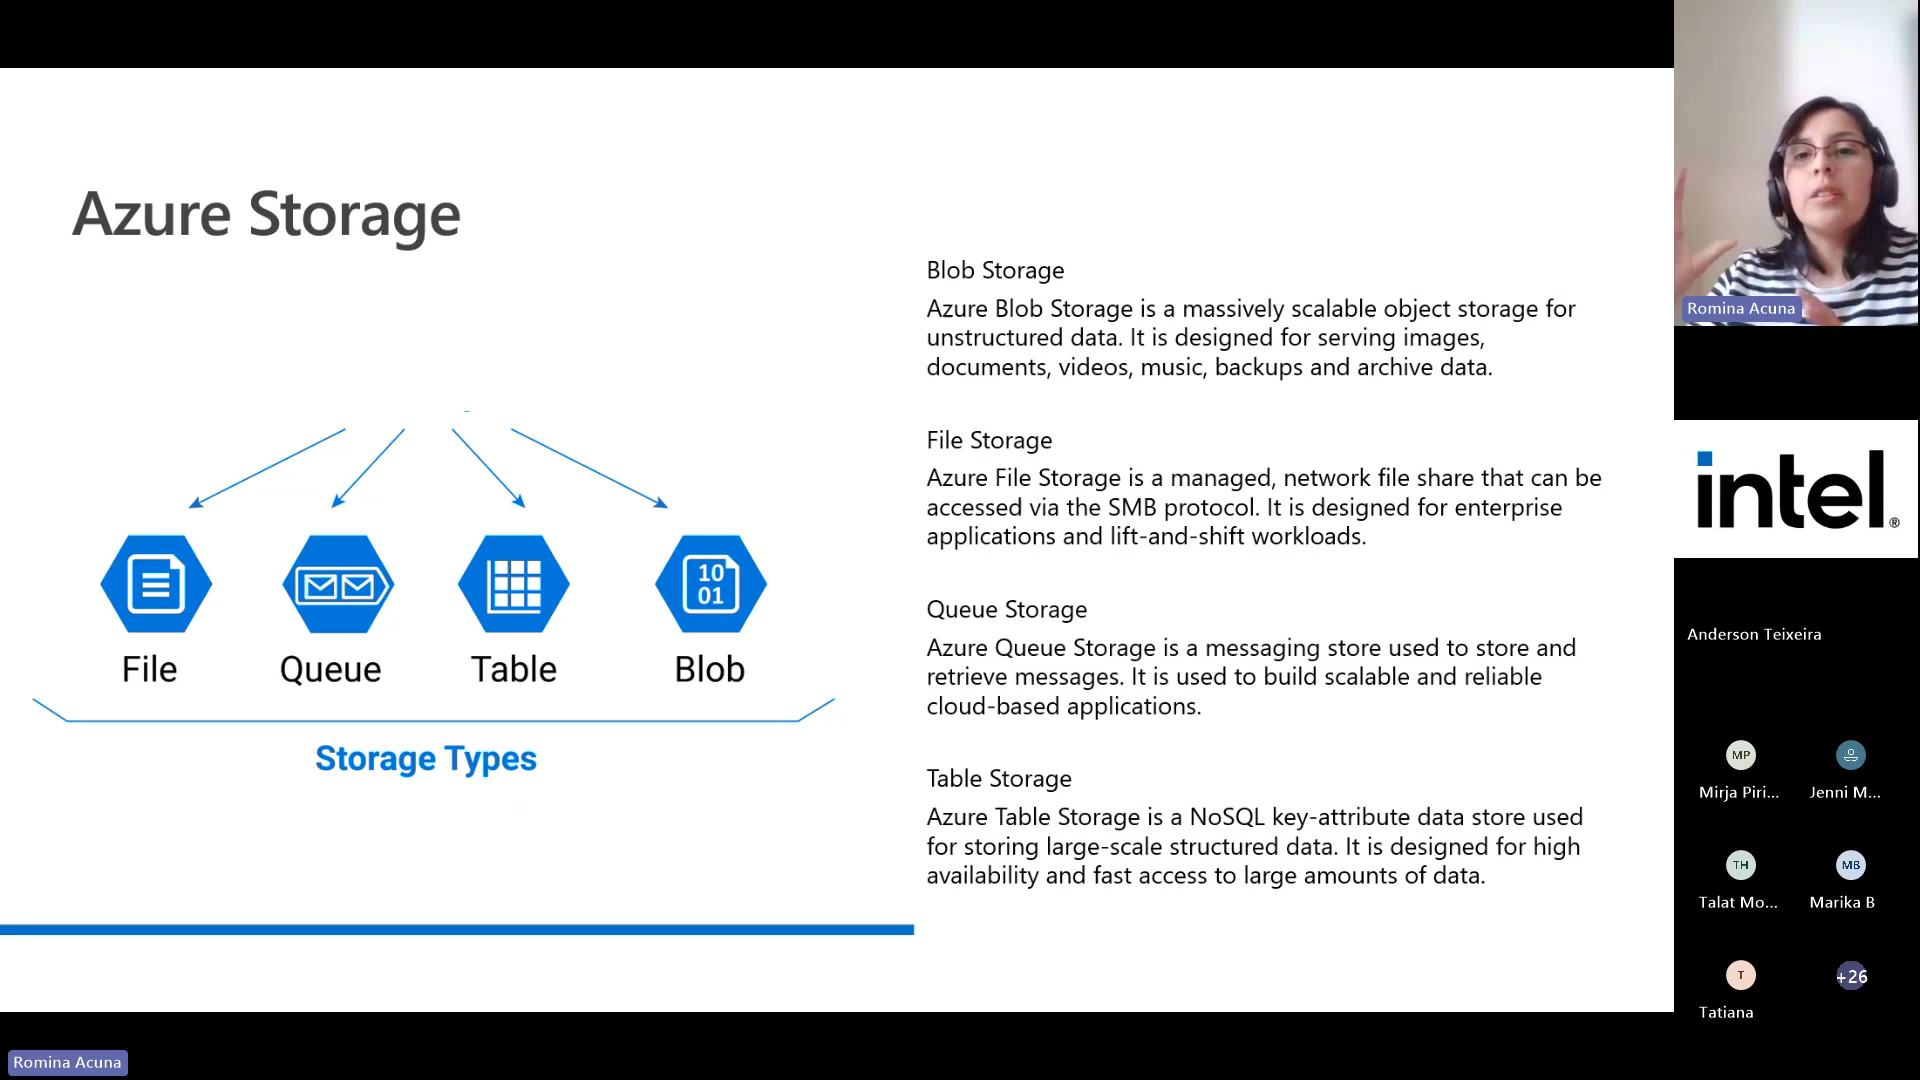 Azure Storage
File
Queue
Table
10
01
Blob
Storage Types
Blob Storage
Azure Blob Storage is a massively scalable object storage for
unstructured data. It is designed for serving images,
documents, videos, music, backups and archive data.
File Storage
Azure File Storage is a managed, network file share that can be
accessed via the SMB protocol. It is designed for enterprise
applications and lift-and-shift workloads.
Queue Storage
Azure Queue Storage is a messaging store used to store and
retrieve messages. It is used to build scalable and reliable
cloud-based applications.
Table Storage
Azure Table Storage is a NoSQL key-attribute data store used
for storing large-scale structured data. It is designed for high
availability and fast access to large amounts of data.
Romina Acuna
intel®
Anderson Teixeira
MP
Mirja Piri...
Jenni M...
TH
Talat Mo...
MB
Marika B
T
Tatiana
+26
Romina Acuna